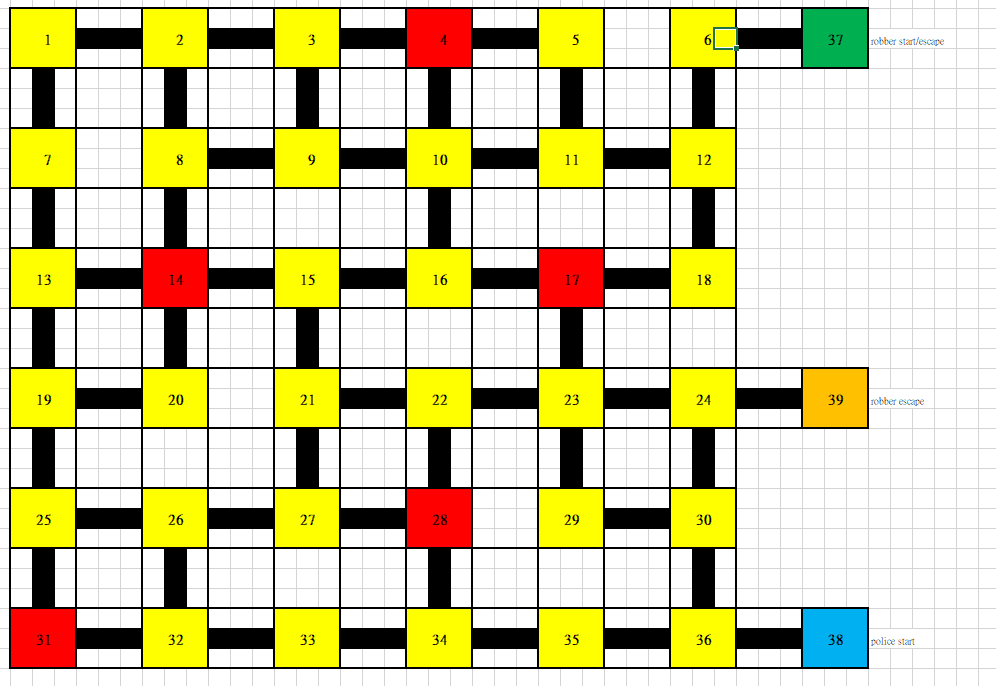 1 2 3 4 5 6 37 robber start/escape
7 8 9 10 11 12
13 14 15 16 17 18
19 20 21 22 23 24 39 robber escape
25 26 27 28 29 30
31 32 33 34 35 36 38 police start